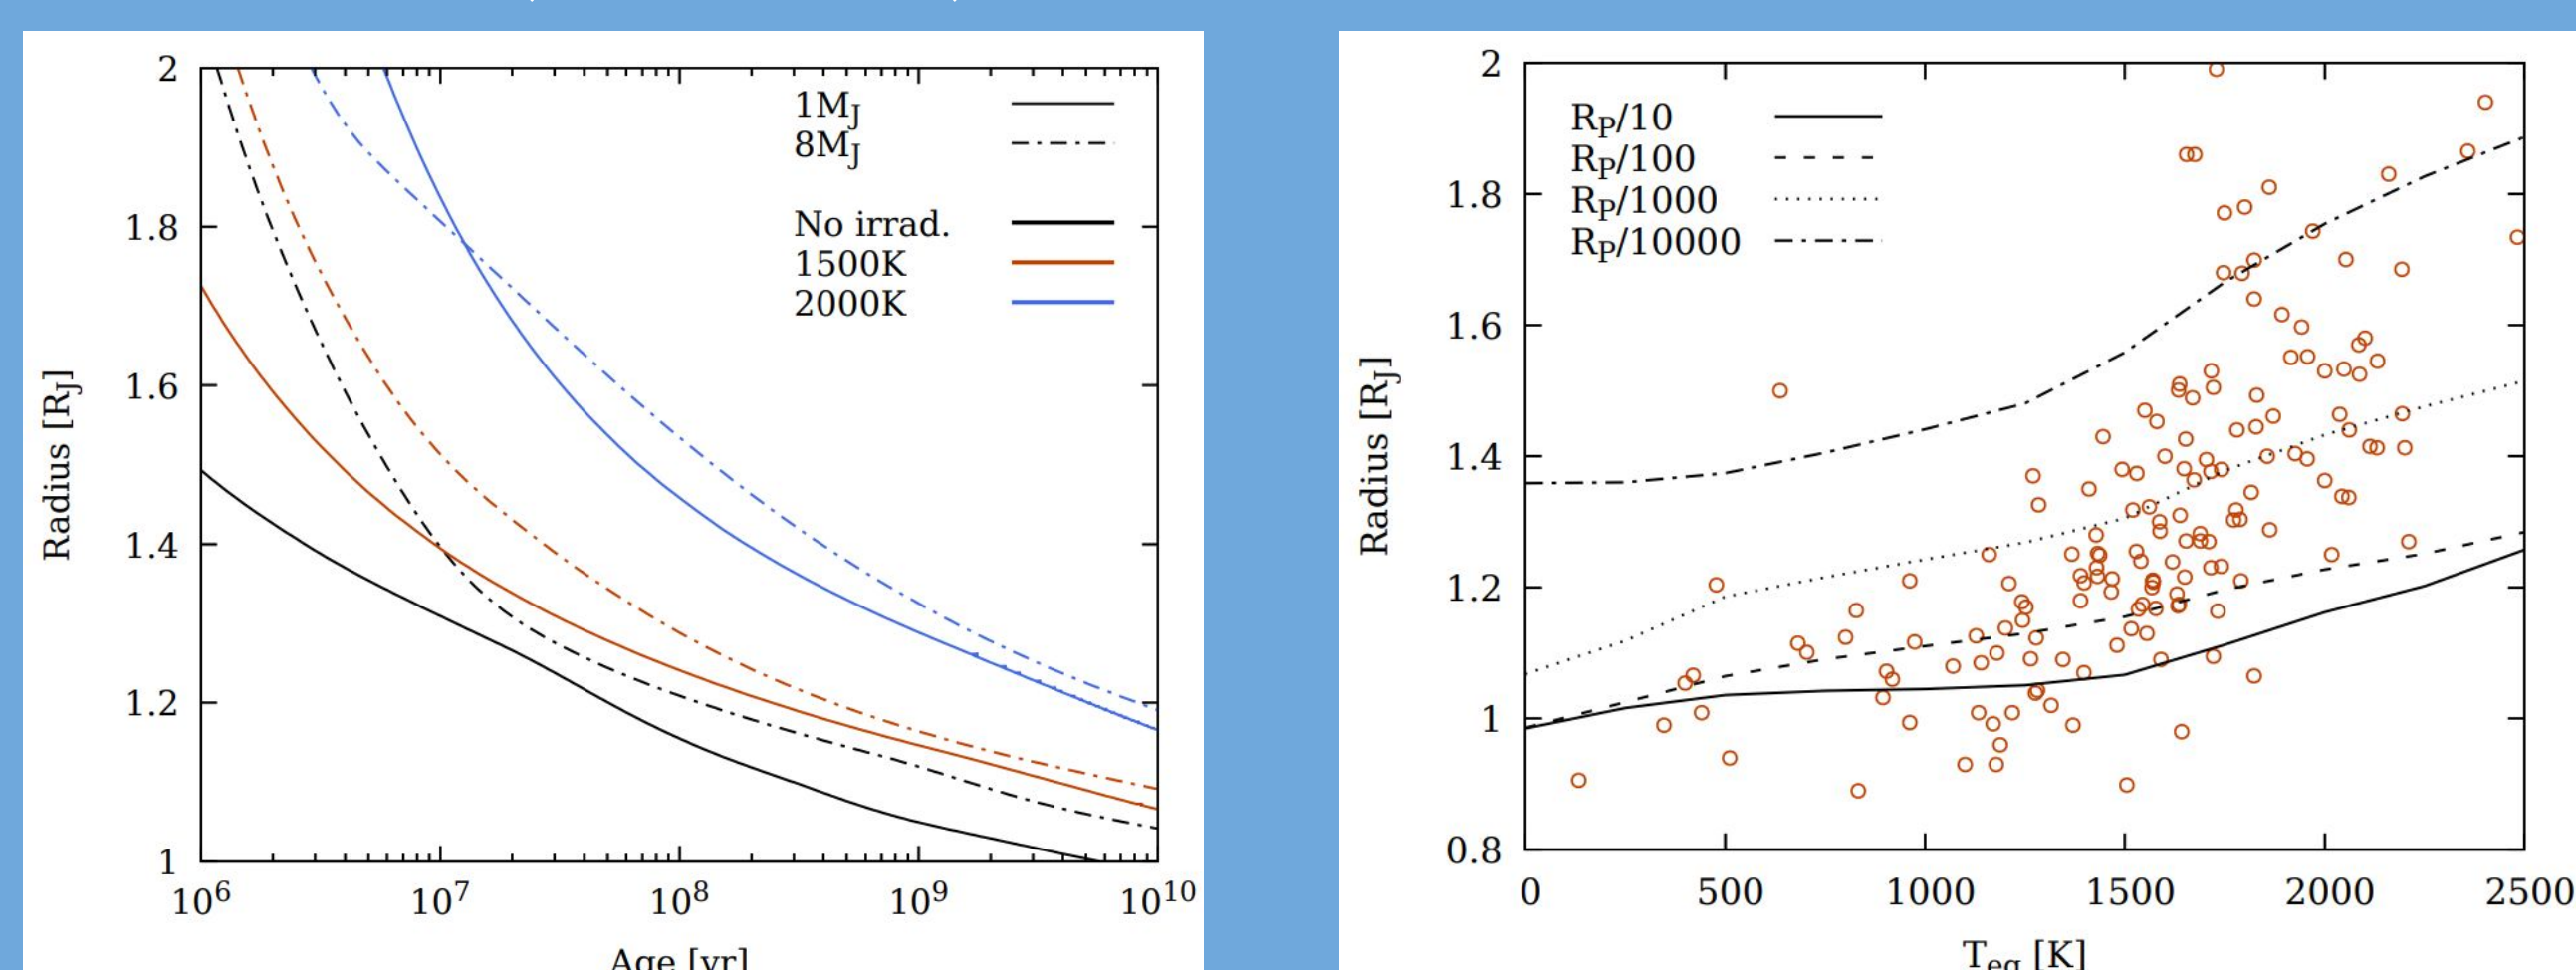 2
1.8
1.6
1.4
1.2
1
Radius [R_J]
1M_J
8M_J
No irrad.
1500K
2000K
10^6 10^7 10^8 10^9 10^10
Age [yr]
2
1.8
1.6
1.4
1.2
1
0.8
Radius [R_J]
R_P/10
R_P/100
R_P/1000
R_P/10000
0 500 1000 1500 2000 2500
T_eq [K]